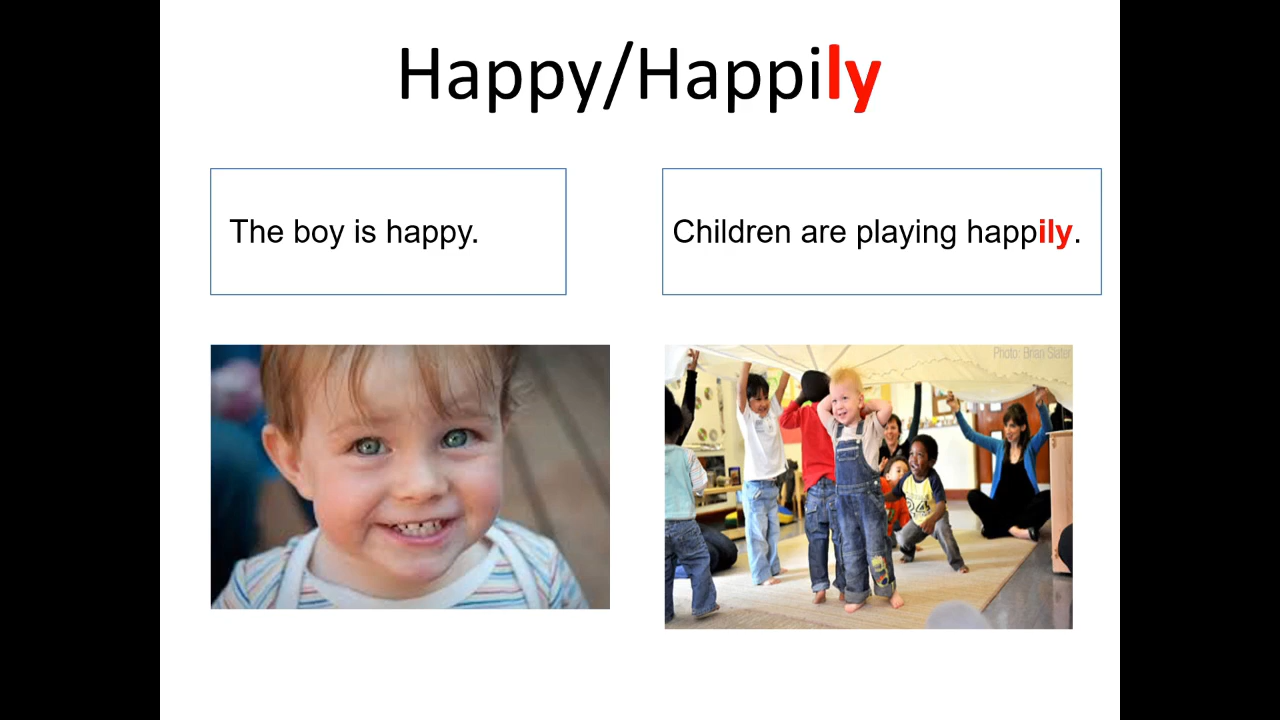 Happy/Happily
The boy is happy.
Children are playing happily.
Photo: Brian Slater